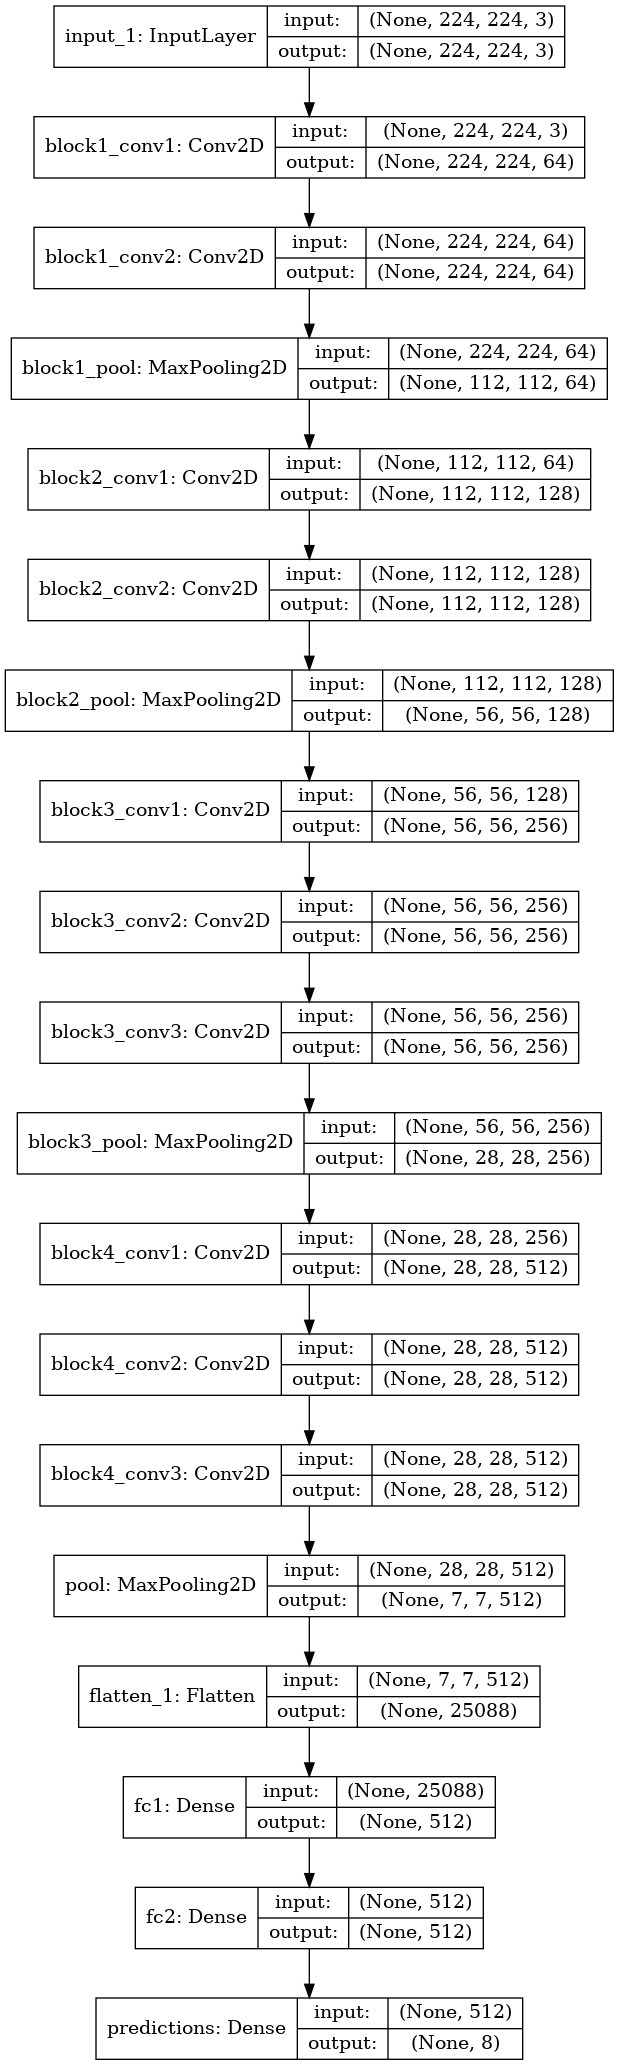 input_1: InputLayer
input: (None, 224, 224, 3)
output: (None, 224, 224, 3)
block1_conv1: Conv2D
input: (None, 224, 224, 3)
output: (None, 224, 224, 64)
block1_conv2: Conv2D
input: (None, 224, 224, 64)
output: (None, 224, 224, 64)
block1_pool: MaxPooling2D
input: (None, 224, 224, 64)
output: (None, 112, 112, 64)
block2_conv1: Conv2D
input: (None, 112, 112, 64)
output: (None, 112, 112, 128)
block2_conv2: Conv2D
input: (None, 112, 112, 128)
output: (None, 112, 112, 128)
block2_pool: MaxPooling2D
input: (None, 112, 112, 128)
output: (None, 56, 56, 128)
block3_conv1: Conv2D
input: (None, 56, 56, 128)
output: (None, 56, 56, 256)
block3_conv2: Conv2D
input: (None, 56, 56, 256)
output: (None, 56, 56, 256)
block3_conv3: Conv2D
input: (None, 56, 56, 256)
output: (None, 56, 56, 256)
block3_pool: MaxPooling2D
input: (None, 56, 56, 256)
output: (None, 28, 28, 256)
block4_conv1: Conv2D
input: (None, 28, 28, 256)
output: (None, 28, 28, 512)
block4_conv2: Conv2D
input: (None, 28, 28, 512)
output: (None, 28, 28, 512)
block4_conv3: Conv2D
input: (None, 28, 28, 512)
output: (None, 28, 28, 512)
pool: MaxPooling2D
input: (None, 28, 28, 512)
output: (None, 7, 7, 512)
flatten_1: Flatten
input: (None, 7, 7, 512)
output: (None, 25088)
fc1: Dense
input: (None, 25088)
output: (None, 512)
fc2: Dense
input: (None, 512)
output: (None, 512)
predictions: Dense
input: (None, 512)
output: (None, 8)